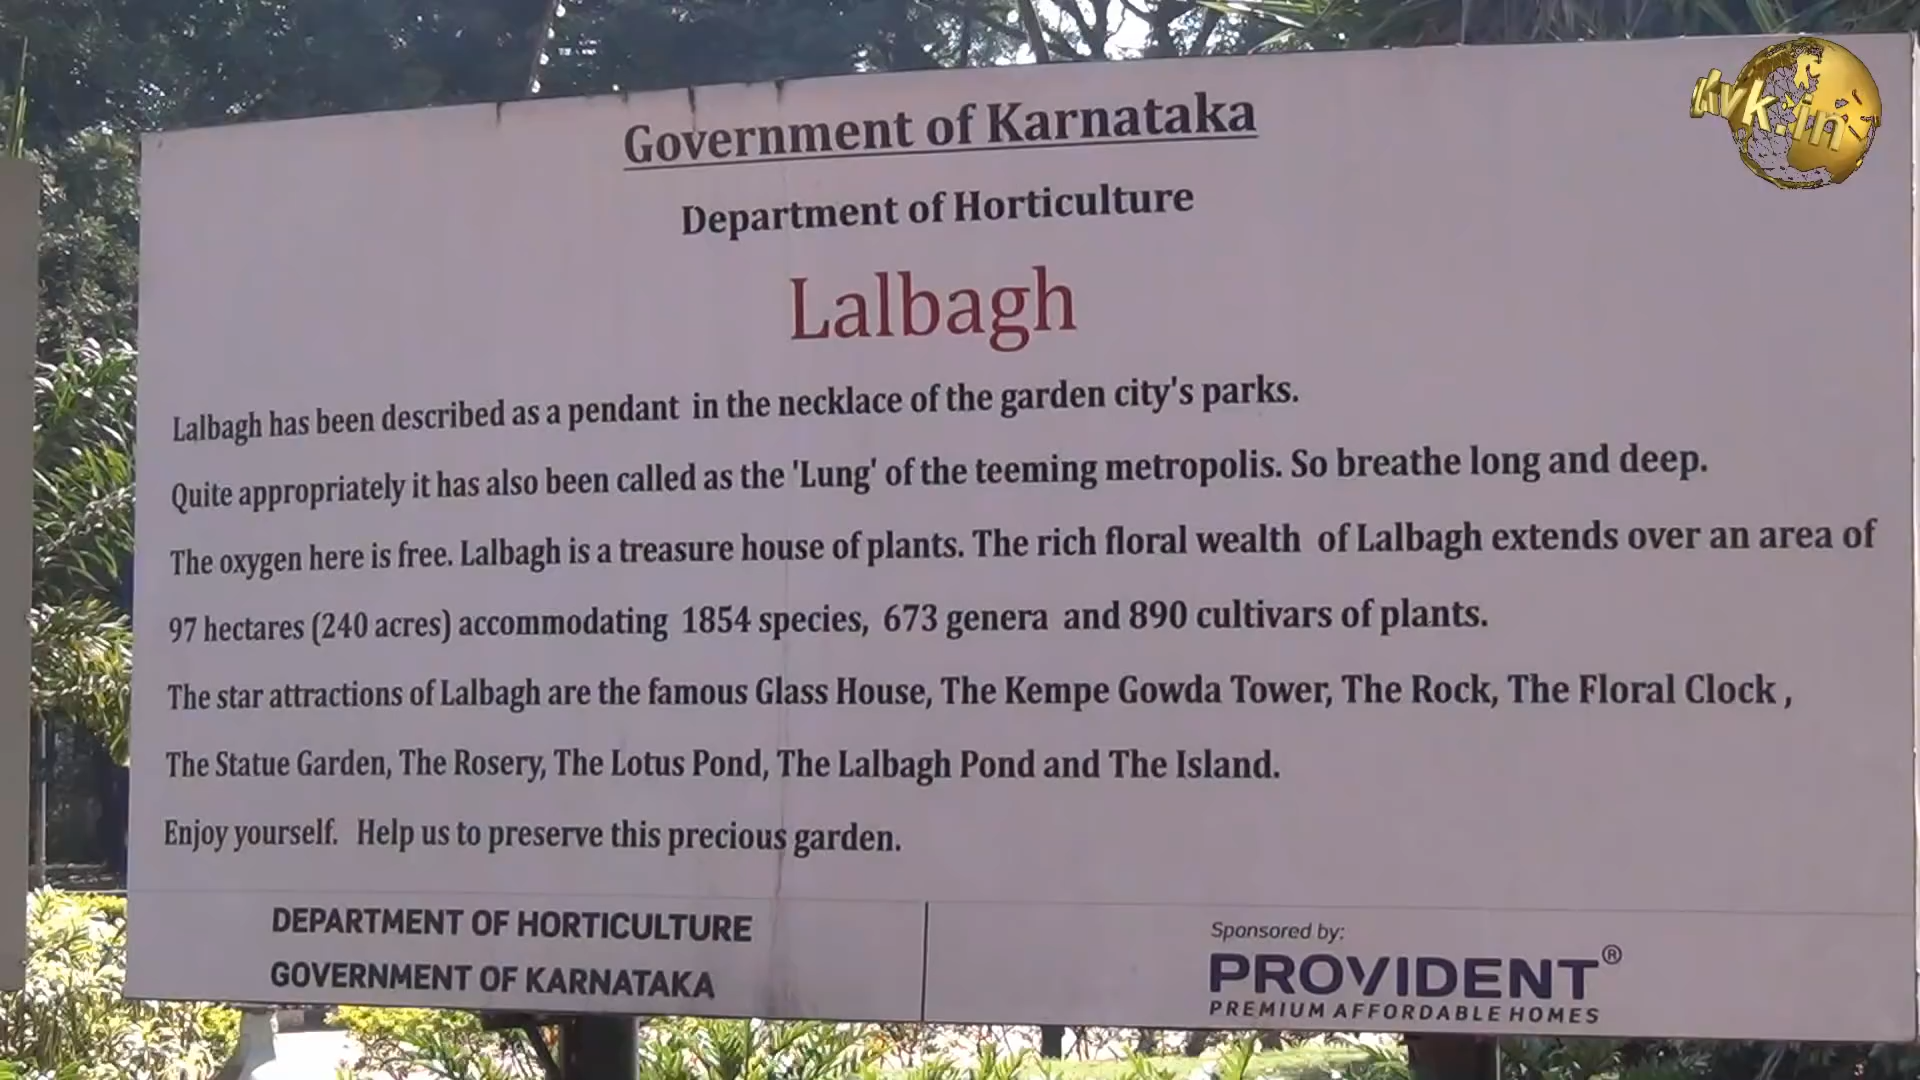 Government of Karnataka
Department of Horticulture
Lalbagh
Lalbagh has been described as a pendant in the necklace of the garden city's parks.
Quite appropriately it has also been called as the 'Lung' of the teeming metropolis. So breathe long and deep.
The oxygen here is free. Lalbagh is a treasure house of plants. The rich floral wealth of Lalbagh extends over an area of
97 hectares (240 acres) accommodating 1854 species, 673 genera and 890 cultivars of plants.
The star attractions of Lalbagh are the famous Glass House, The Kempe Gowda Tower, The Rock, The Floral Clock ,
The Statue Garden, The Rosery, The Lotus Pond, The Lalbagh Pond and The Island.
Enjoy yourself. Help us to preserve this precious garden.
DEPARTMENT OF HORTICULTURE
GOVERNMENT OF KARNATAKA
Sponsored by:
PROVIDENT®
PREMIUM AFFORDABLE HOMES